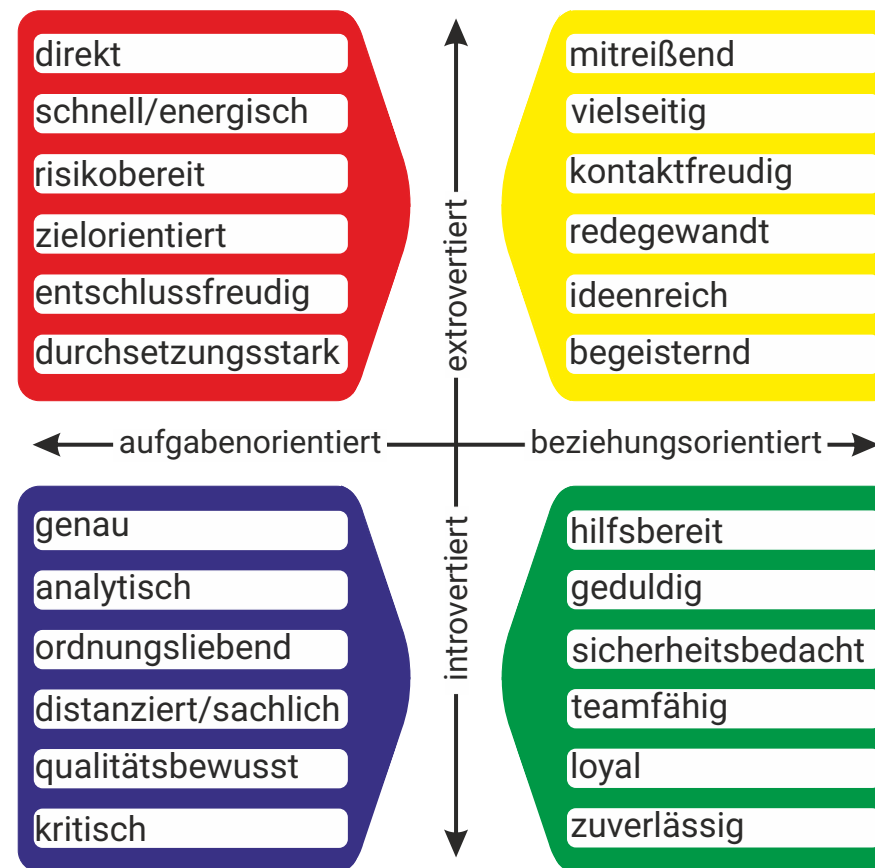 direkt
schnell/energisch
risikobereit
zielorientiert
entschlussfreudig
durchsetzungsstark
extrovertiert
mitreißend
vielseitig
kontaktfreudig
redegewandt
ideenreich
begeisternd
aufgabenorientiert
beziehungsorientiert
genau
analytisch
ordnungsliebend
distanziert/sachlich
qualitätsbewusst
kritisch
introvertiert
hilfsbereit
geduldig
sicherheitsbedacht
teamfähig
loyal
zuverlässig